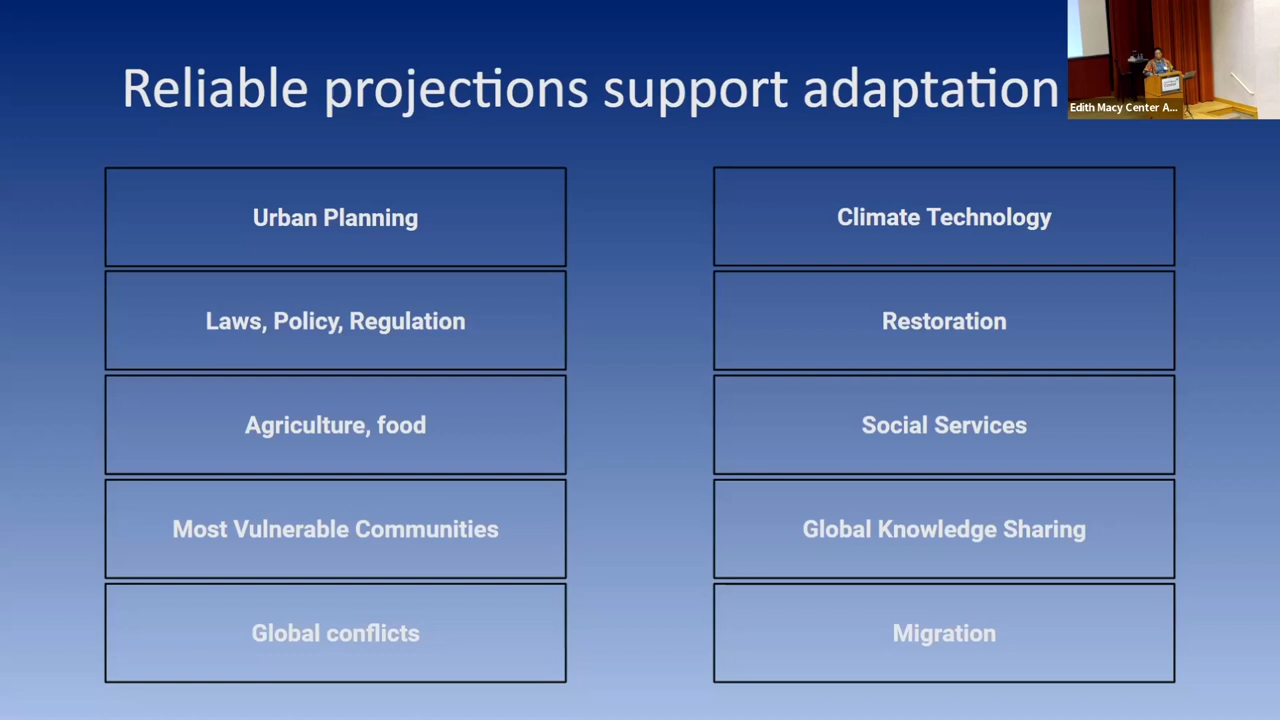 Reliable projections support adaptation
Edith Macy Center A...
Urban Planning
Laws, Policy, Regulation
Agriculture, food
Most Vulnerable Communities
Global conflicts
Climate Technology
Restoration
Social Services
Global Knowledge Sharing
Migration